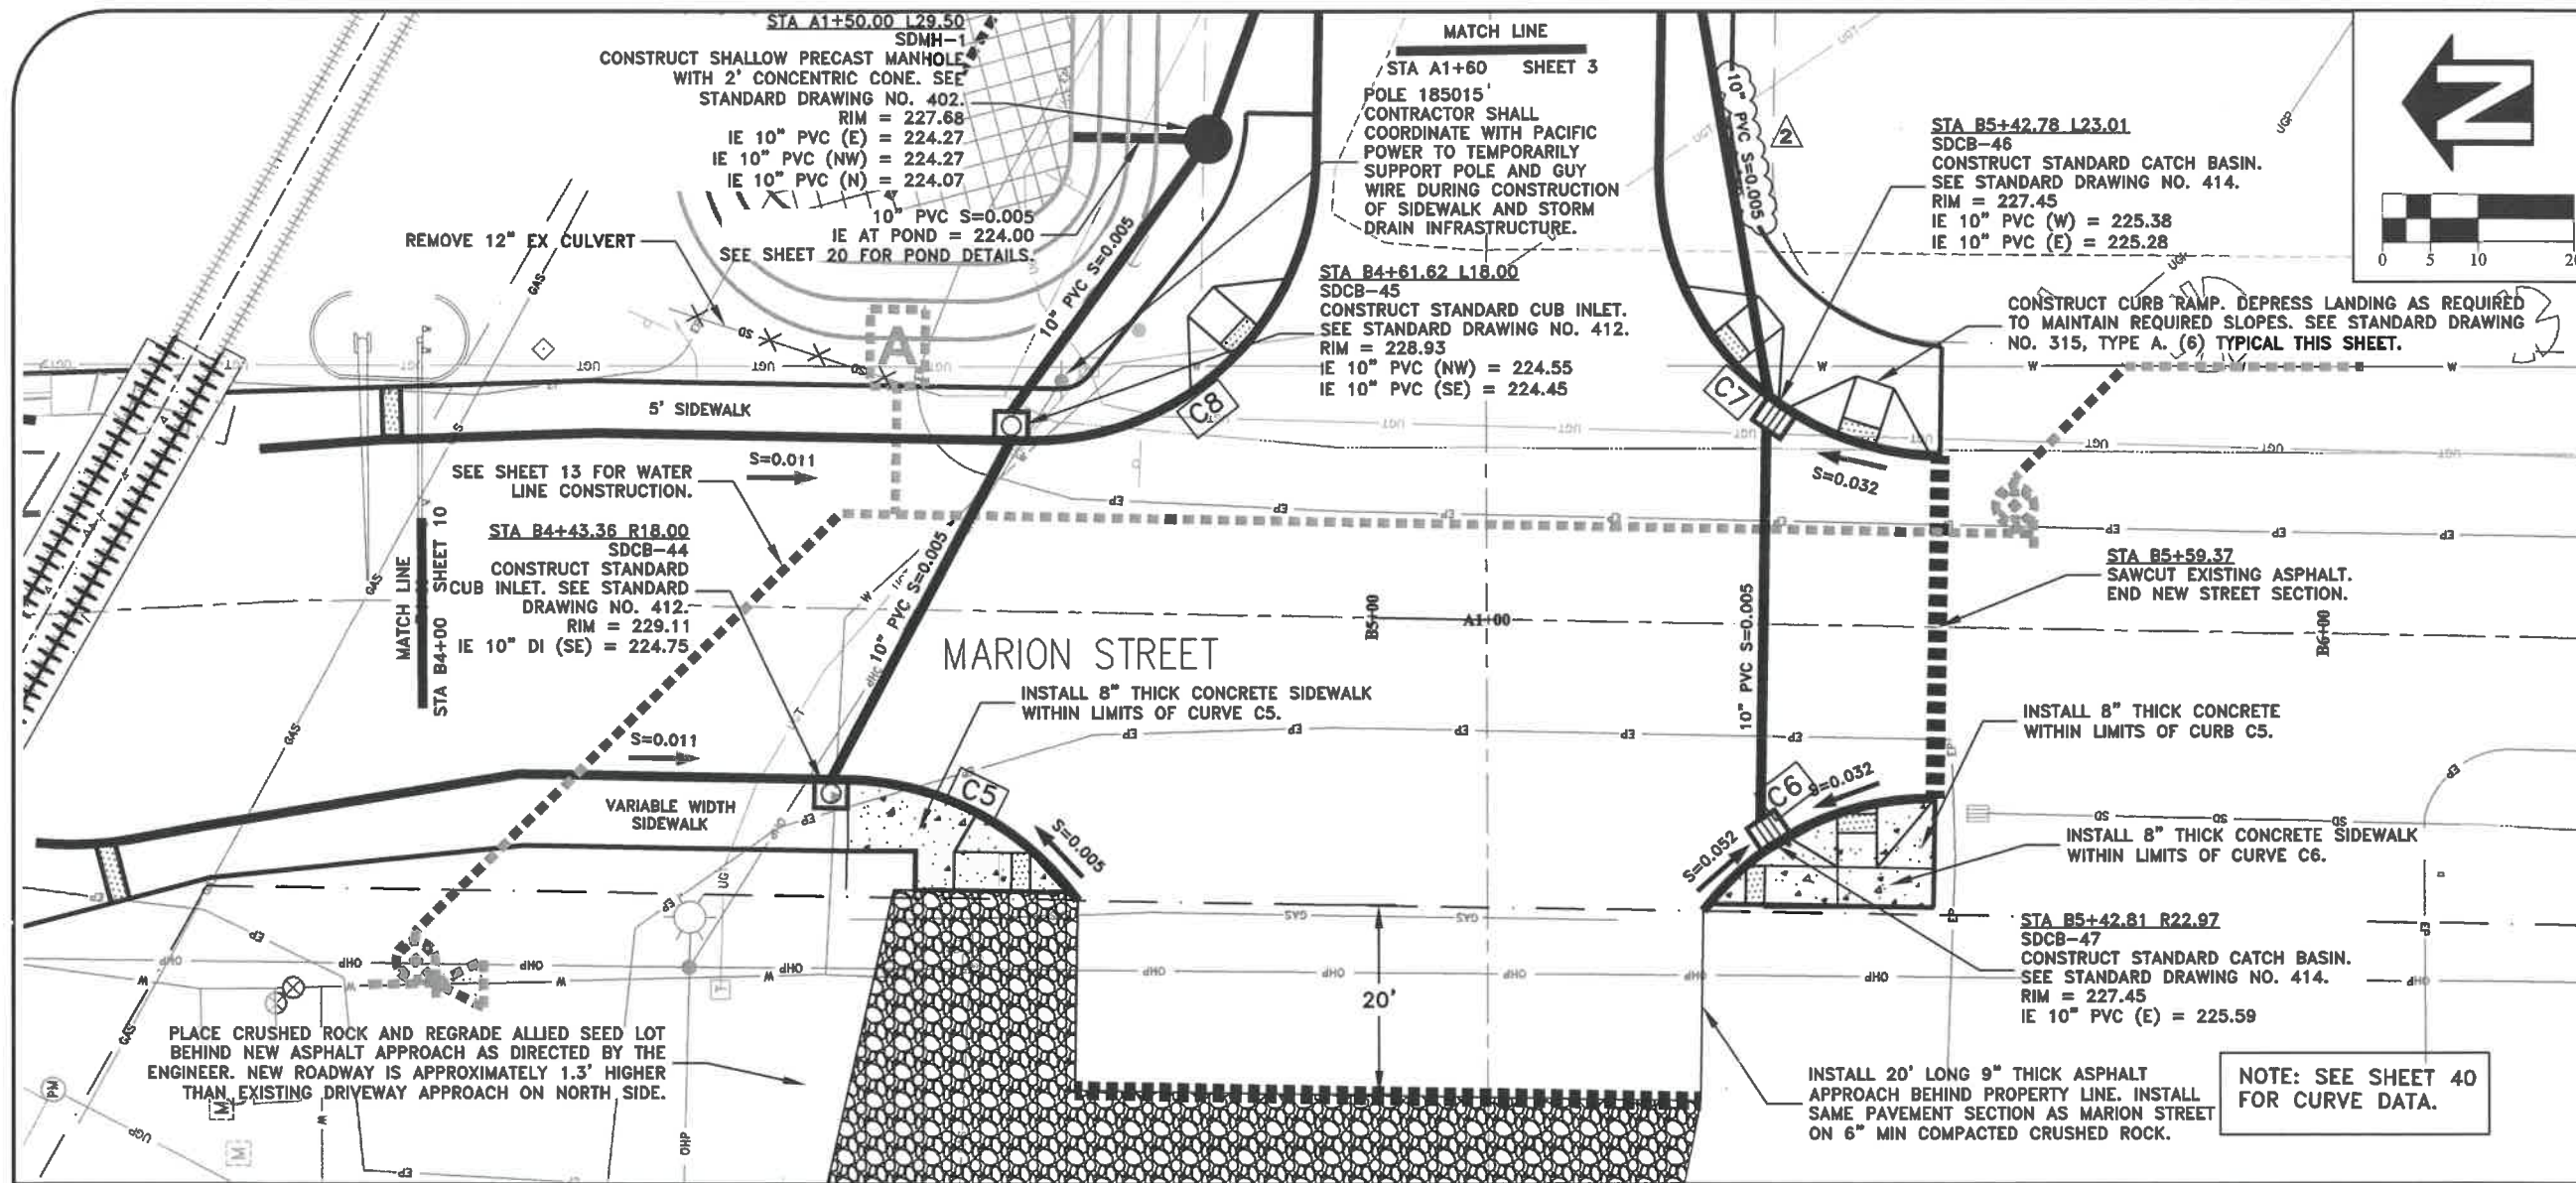 STA A1+50.00 L29.50
SDMH-1
CONSTRUCT SHALLOW PRECAST MANHOLE
WITH 2' CONCENTRIC CONE. SEE
STANDARD DRAWING NO. 402.
RIM = 227.68
IE 10" PVC (E) = 224.27
IE 10" PVC (NW) = 224.27
IE 10" PVC (N) = 224.07
10" PVC S=0.005
IE AT POND = 224.00
SEE SHEET 20 FOR POND DETAILS.
REMOVE 12" EX CULVERT
MATCH LINE
STA A1+60 SHEET 3
POLE 185015
CONTRACTOR SHALL
COORDINATE WITH PACIFIC
POWER TO TEMPORARILY
SUPPORT POLE AND GUY
WIRE DURING CONSTRUCTION
OF SIDEWALK AND STORM
DRAIN INFRASTRUCTURE.
STA B4+61.62 L18.00
SDCB-45
CONSTRUCT STANDARD CUB INLET.
SEE STANDARD DRAWING NO. 412.
RIM = 228.93
IE 10" PVC (NW) = 224.55
IE 10" PVC (SE) = 224.45
10" PVC S=0.005
2
STA B5+42.78 L23.01
SDCB-46
CONSTRUCT STANDARD CATCH BASIN.
SEE STANDARD DRAWING NO. 414.
RIM = 227.45
IE 10" PVC (W) = 225.38
IE 10" PVC (E) = 225.28
N
0 5 10 20
CONSTRUCT CURB RAMP. DEPRESS LANDING AS REQUIRED
TO MAINTAIN REQUIRED SLOPES. SEE STANDARD DRAWING
NO. 315, TYPE A. (6) TYPICAL THIS SHEET.
10" PVC S=0.005
A
C8
C7
5' SIDEWALK
S=0.011
S=0.032
SEE SHEET 13 FOR WATER
LINE CONSTRUCTION.
MATCH LINE
STA B4+00 SHEET 10
STA B4+43.36 R18.00
SDCB-44
CONSTRUCT STANDARD
CUB INLET. SEE STANDARD
DRAWING NO. 412.
RIM = 229.11
IE 10" DI (SE) = 224.75
10" PVC S=0.005
MARION STREET
B5+00
A1+00
10" PVC S=0.005
B6+00
STA B5+59.37
SAWCUT EXISTING ASPHALT.
END NEW STREET SECTION.
INSTALL 8" THICK CONCRETE SIDEWALK
WITHIN LIMITS OF CURVE C5.
INSTALL 8" THICK CONCRETE
WITHIN LIMITS OF CURB C5.
S=0.011
VARIABLE WIDTH
SIDEWALK
C5
S=0.005
C6
S=0.032
S=0.052
INSTALL 8" THICK CONCRETE SIDEWALK
WITHIN LIMITS OF CURVE C6.
STA B5+42.81 R22.97
SDCB-47
CONSTRUCT STANDARD CATCH BASIN.
SEE STANDARD DRAWING NO. 414.
RIM = 227.45
IE 10" PVC (E) = 225.59
20'
PLACE CRUSHED ROCK AND REGRADE ALLIED SEED LOT
BEHIND NEW ASPHALT APPROACH AS DIRECTED BY THE
ENGINEER. NEW ROADWAY IS APPROXIMATELY 1.3' HIGHER
THAN EXISTING DRIVEWAY APPROACH ON NORTH SIDE.
INSTALL 20' LONG 9" THICK ASPHALT
APPROACH BEHIND PROPERTY LINE. INSTALL
SAME PAVEMENT SECTION AS MARION STREET
ON 6" MIN COMPACTED CRUSHED ROCK.
NOTE: SEE SHEET 40
FOR CURVE DATA.